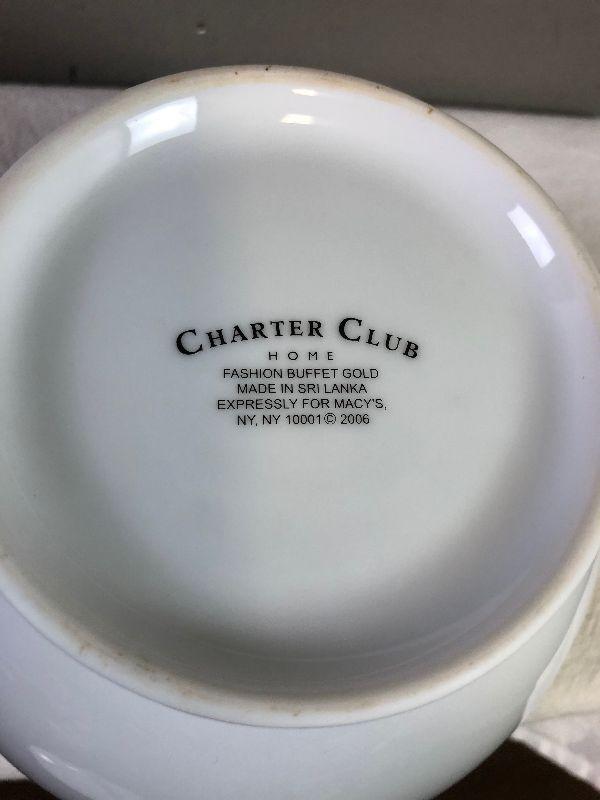 CHARTER CLUB
HOME
FASHION BUFFET GOLD
MADE IN SRI LANKA
EXPRESSLY FOR MACY'S,
NY, NY 10001© 2006